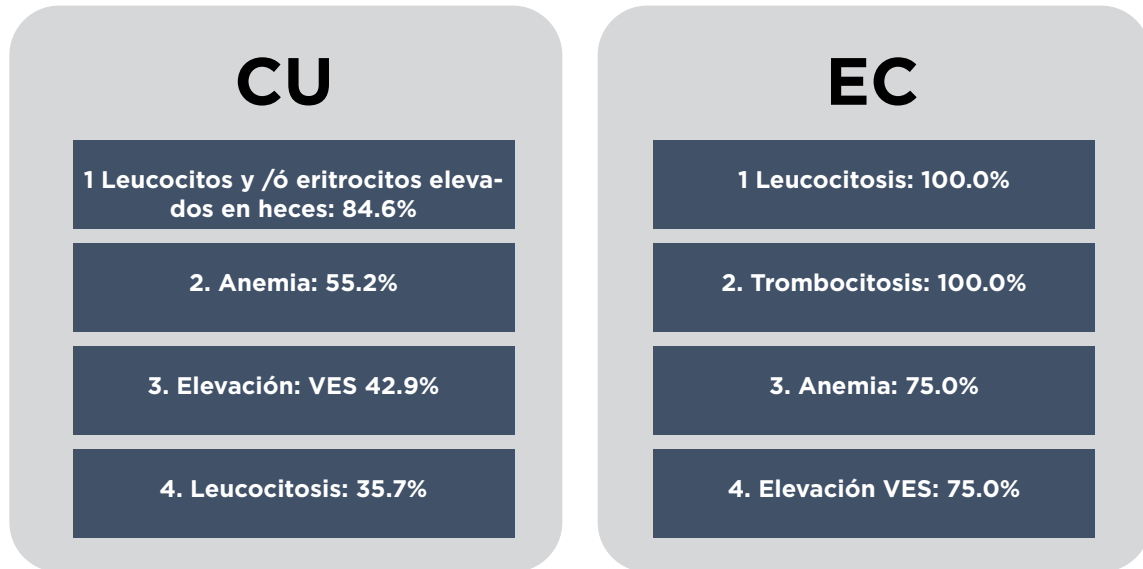 CU
1 Leucocitos y /ó eritrocitos eleva-
dos en heces: 84.6%
2. Anemia: 55.2%
3. Elevación: VES 42.9%
4. Leucocitosis: 35.7%
EC
1 Leucocitosis: 100.0%
2. Trombocitosis: 100.0%
3. Anemia: 75.0%
4. Elevación VES: 75.0%